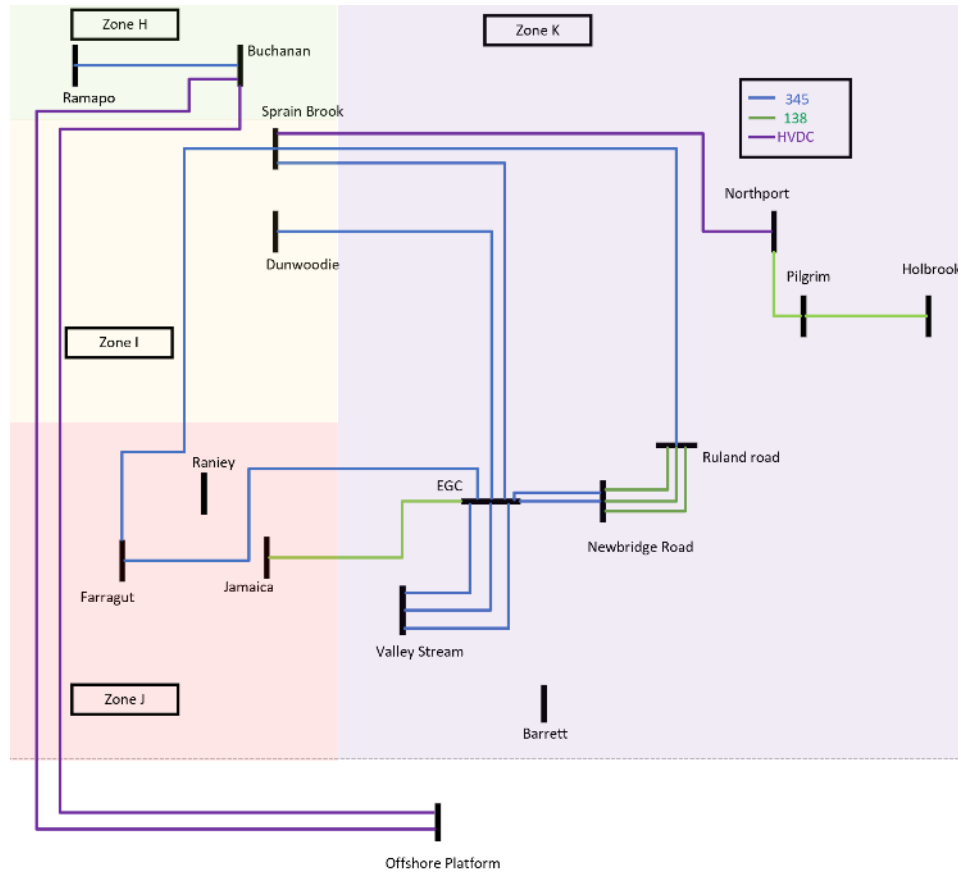 Zone H
Zone K
Buchanan
Ramapo
345
138
HVDC
Sprain Brook
Northport
Dunwoodie
Pilgrim
Holbrook
Zone I
Raniey
EGC
Ruland road
Newbridge Road
Farragut
Jamaica
Valley Stream
Zone J
Barrett
Offshore Platform